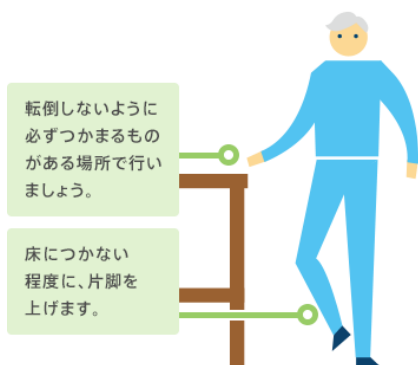 転倒しないように
必ずつかまるもの
がある場所で行い
ましょう。
床につかない
程度に、片脚を
上げます。